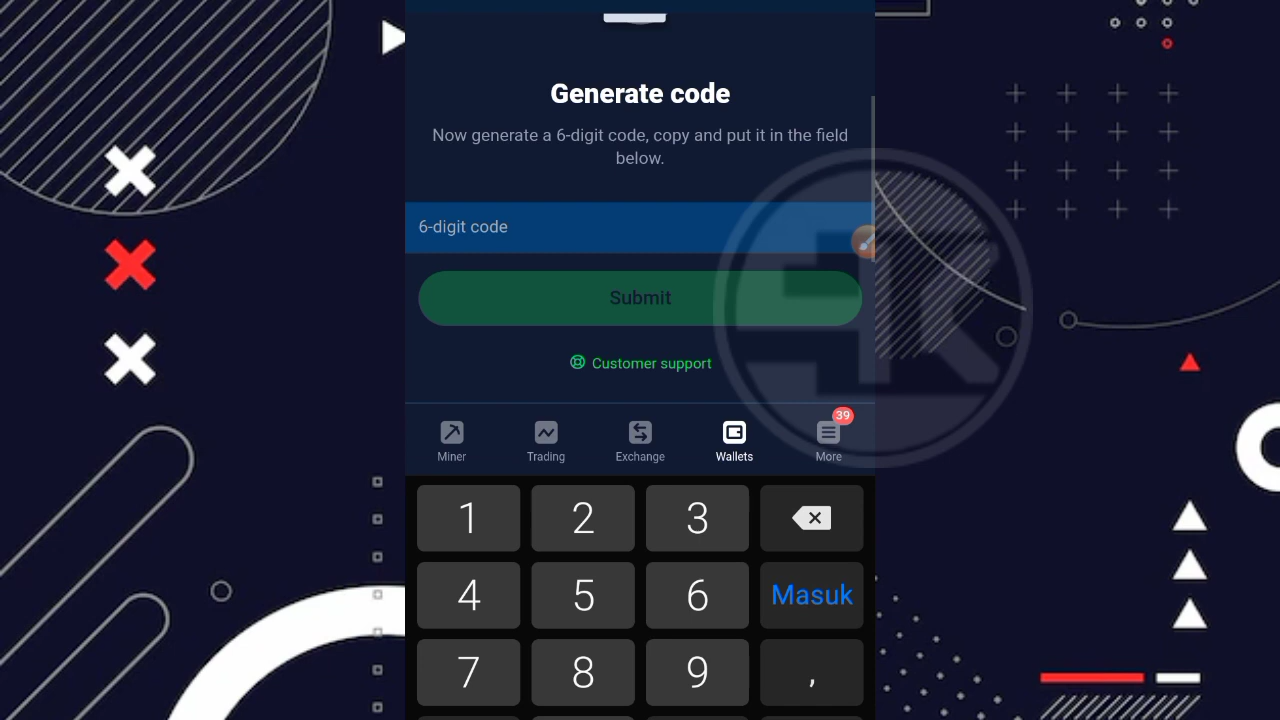 Generate code
Now generate a 6-digit code, copy and put it in the field
below.
6-digit code
Submit
Customer support
39
Miner
Trading
Exchange
Wallets
More
1
2
3
4
5
6
Masuk
7
8
9
,